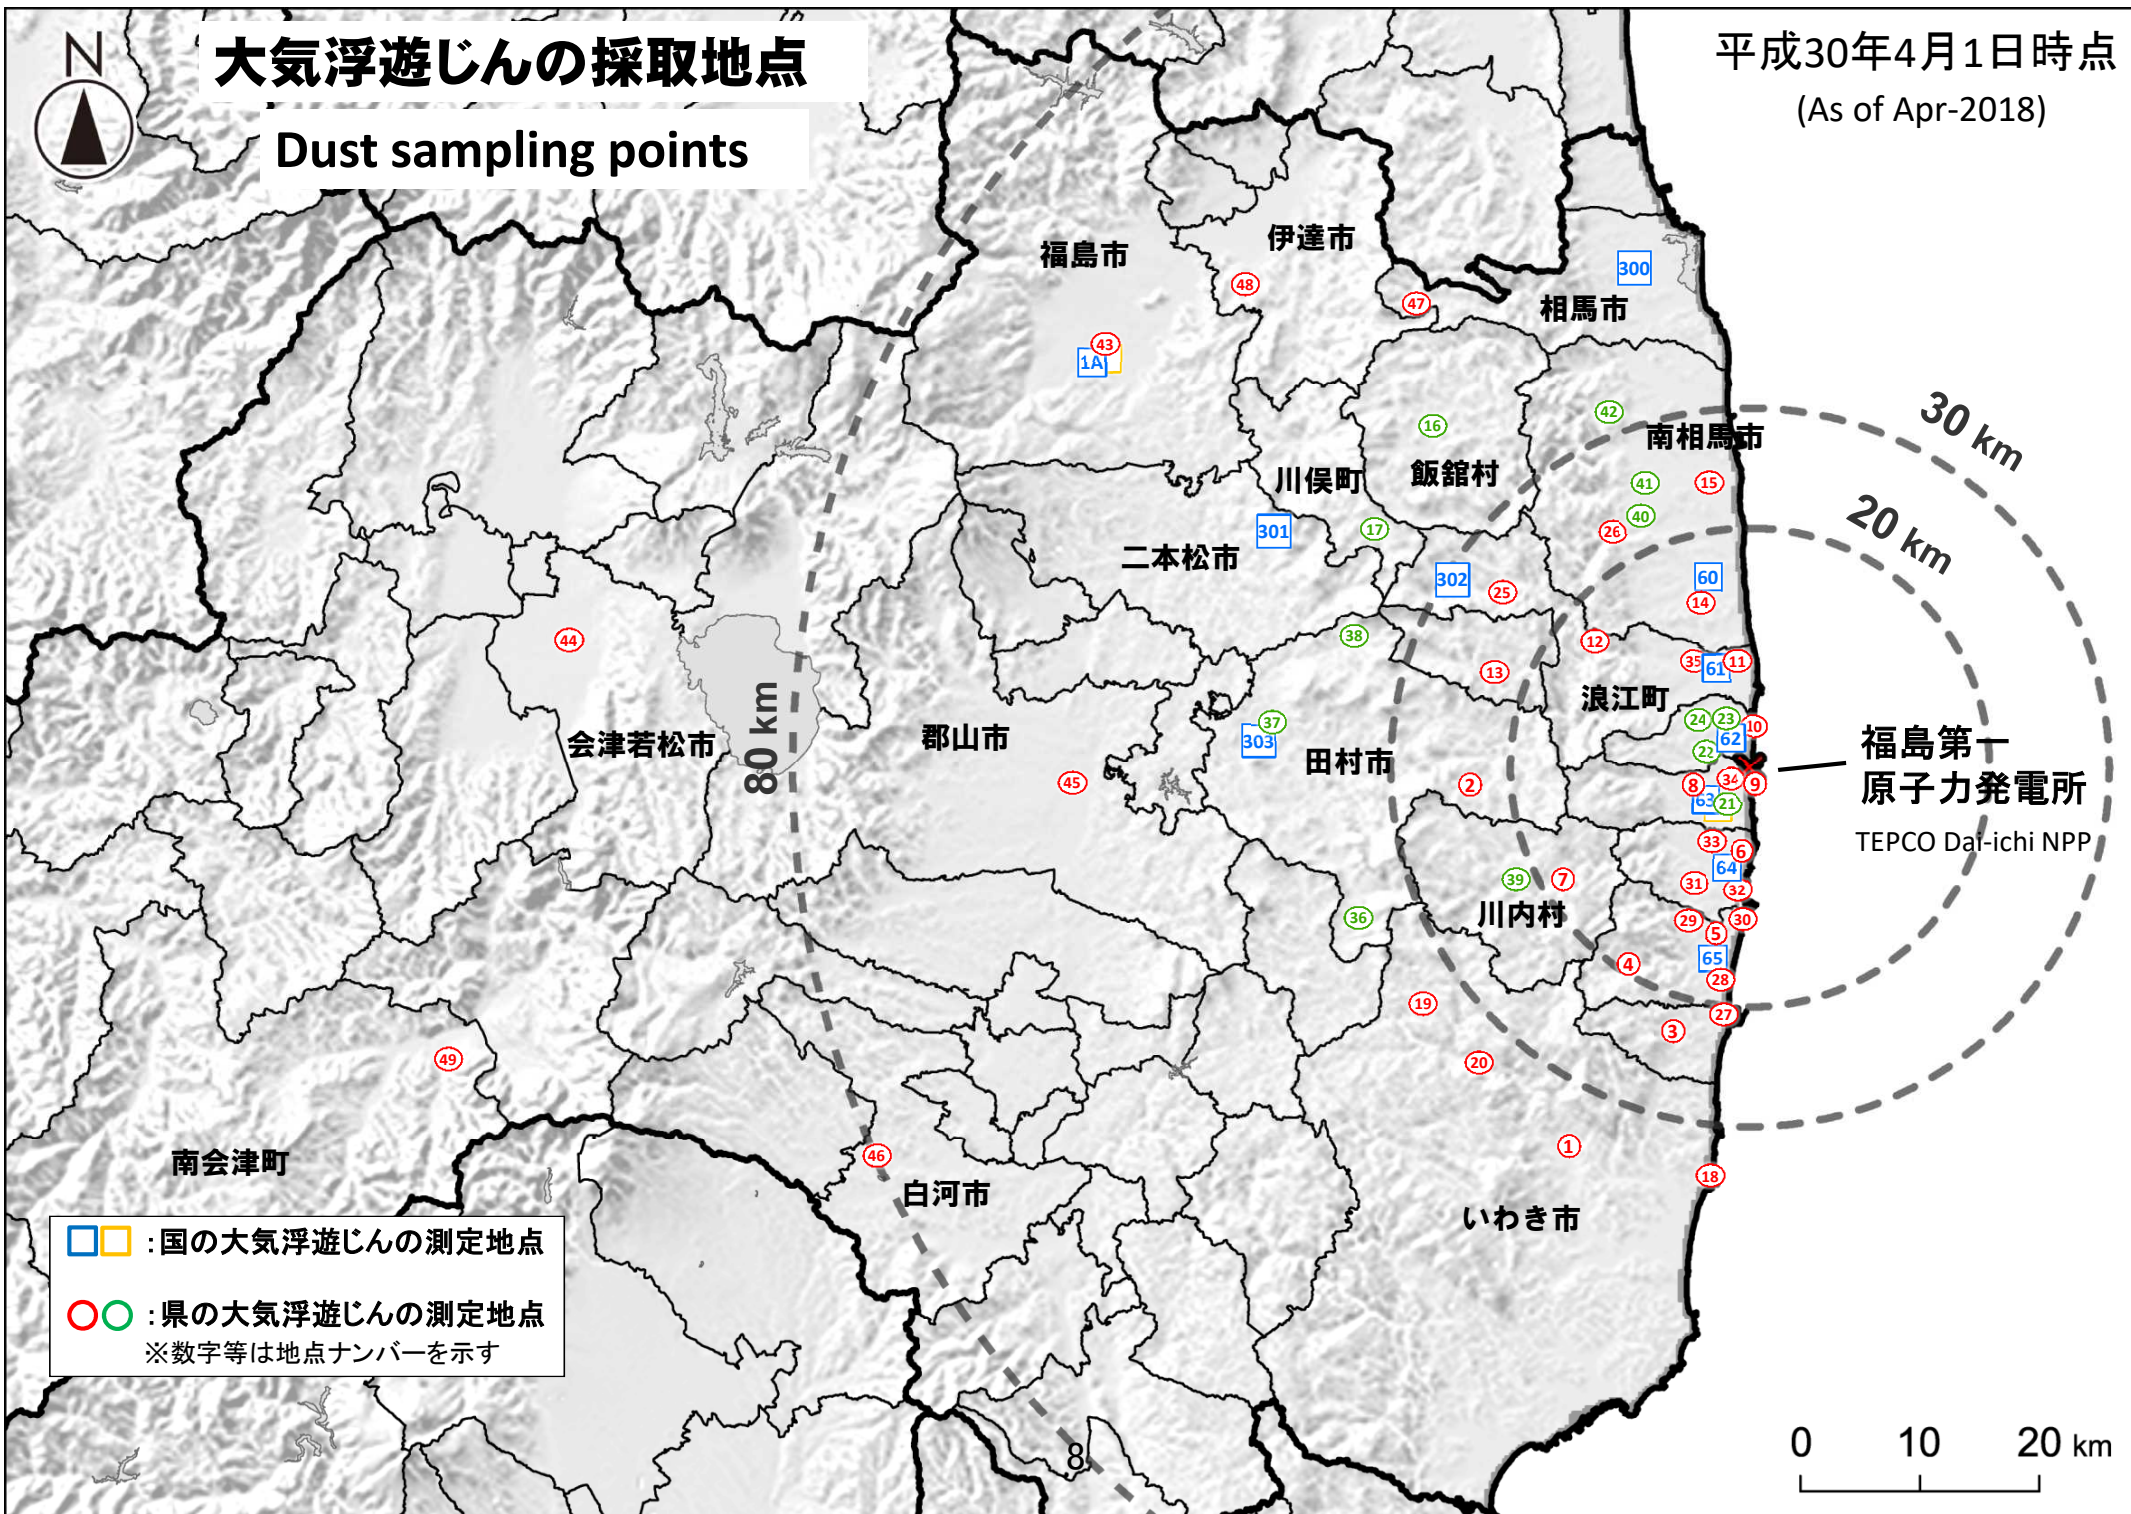 N
大気浮遊じんの採取地点
Dust sampling points
平成30年4月1日時点
(As of Apr-2018)
福島市
伊達市
300
48
47
相馬市
43
1A
30 km
42
16
南相馬市
川俣町
飯舘村
41
15
20 km
40
301
17
26
二本松市
302
60
25
14
44
38
12
35
61
11
13
80 km
浪江町
会津若松市
郡山市
37
303
24
23
10
62
22
田村市
福島第一
原子力発電所
TEPCO Dai-ichi NPP
45
2
8
34
9
63
21
33
6
64
39
7
31
32
川内村
36
29
30
5
65
4
28
19
27
3
49
20
46
1
18
南会津町
白河市
いわき市
:国の大気浮遊じんの測定地点
:県の大気浮遊じんの測定地点
※数字等は地点ナンバーを示す
8
0 10 20 km